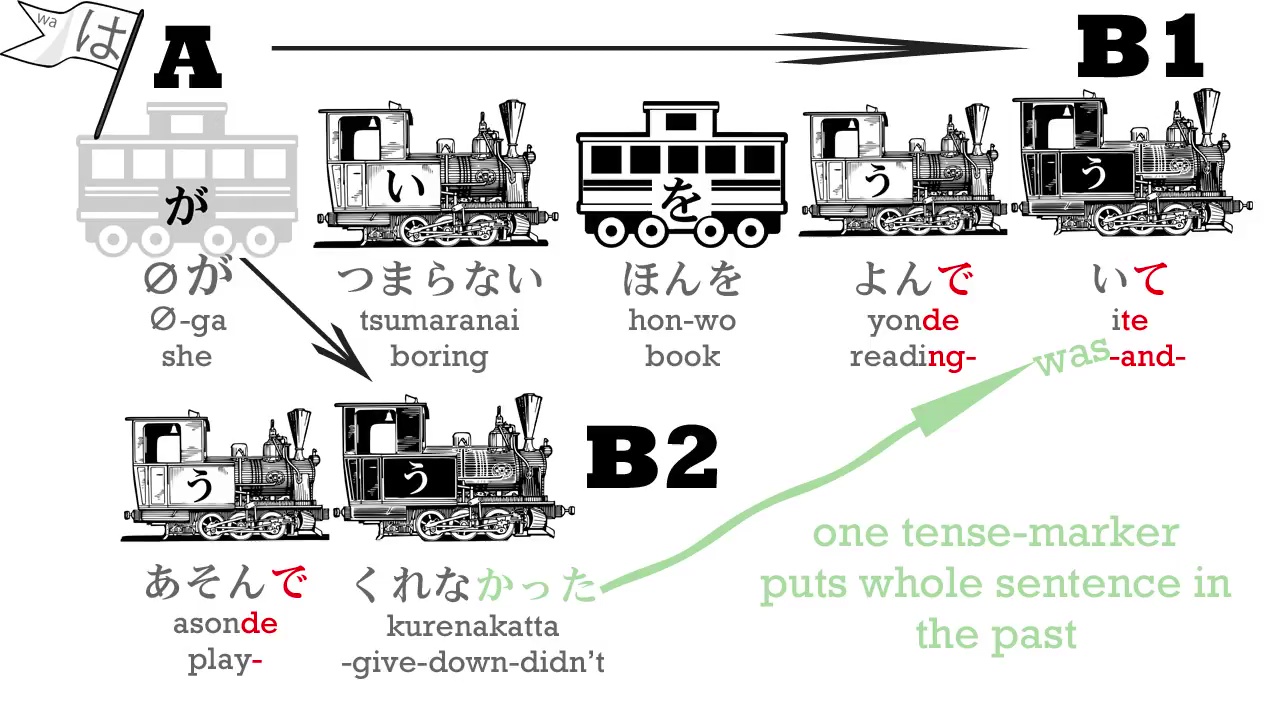 wa
は
A
B1
が
い
を
う
う
∅が
つまらない
ほんを
よんで
いて
∅-ga
tsumaranai
hon-wo
yonde
ite
she
boring
book
reading-
was
-and-
う
う
B2
one tense-marker
puts whole sentence in
the past
あそんで
くれなかった
asonde
kurenakatta
play-
-give-down-didn't